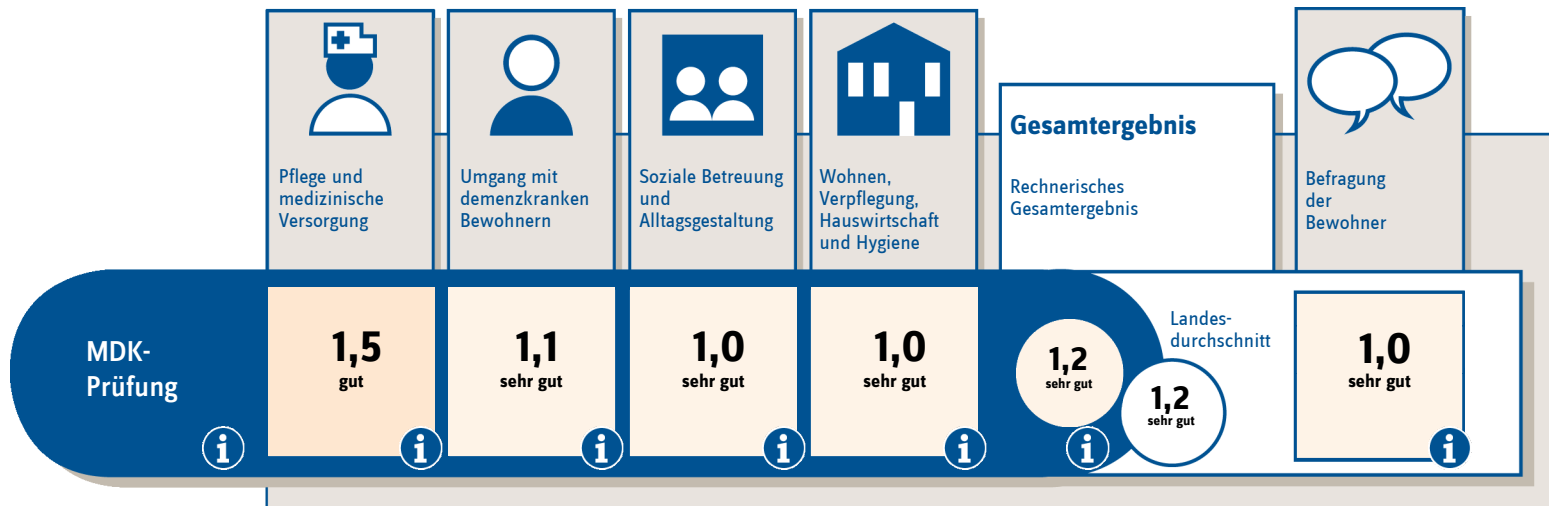 Pflege und
medizinische
Versorgung
Umgang mit
demenzkranken
Bewohnern
Soziale Betreuung
und
Alltagsgestaltung
Wohnen,
Verpflegung,
Hauswirtschaft
und Hygiene
Gesamtergebnis
Rechnerisches
Gesamtergebnis
Befragung
der
Bewohner
MDK-
Prüfung
i
1,5
gut
i
1,1
sehr gut
i
1,0
sehr gut
i
1,0
sehr gut
i
1,2
sehr gut
i
Landes-
durchschnitt
1,2
sehr gut
1,0
sehr gut
i